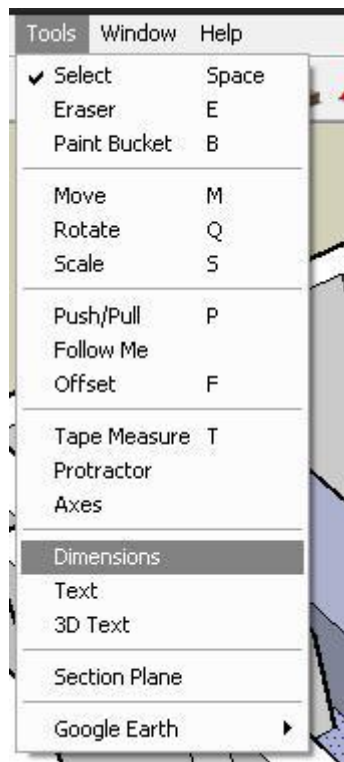 Tools Window Help
Select Space
Eraser E
Paint Bucket B
Move M
Rotate Q
Scale S
Push/Pull P
Follow Me
Offset F
Tape Measure T
Protractor
Axes
Dimensions
Text
3D Text
Section Plane
Google Earth